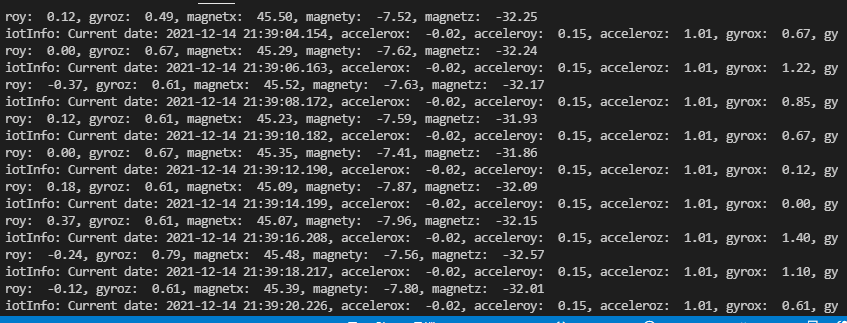 roy:  0.12, gyroz:  0.49, magnetx:  45.50, magnety:  -7.52, magnetz:  -32.25
iotInfo: Current date: 2021-12-14 21:39:04.154, accelerox:  -0.02, acceleroy:  0.15, acceleroz:  1.01, gyrox:  0.67, gy
roy:  0.00, gyroz:  0.67, magnetx:  45.29, magnety:  -7.62, magnetz:  -32.24
iotInfo: Current date: 2021-12-14 21:39:06.163, accelerox:  -0.02, acceleroy:  0.15, acceleroz:  1.01, gyrox:  1.22, gy
roy:  -0.37, gyroz:  0.61, magnetx:  45.52, magnety:  -7.63, magnetz:  -32.17
iotInfo: Current date: 2021-12-14 21:39:08.172, accelerox:  -0.02, acceleroy:  0.15, acceleroz:  1.01, gyrox:  0.85, gy
roy:  0.12, gyroz:  0.61, magnetx:  45.23, magnety:  -7.59, magnetz:  -31.93
iotInfo: Current date: 2021-12-14 21:39:10.182, accelerox:  -0.02, acceleroy:  0.15, acceleroz:  1.01, gyrox:  0.67, gy
roy:  0.00, gyroz:  0.67, magnetx:  45.35, magnety:  -7.41, magnetz:  -31.86
iotInfo: Current date: 2021-12-14 21:39:12.190, accelerox:  -0.02, acceleroy:  0.15, acceleroz:  1.01, gyrox:  0.12, gy
roy:  0.18, gyroz:  0.61, magnetx:  45.09, magnety:  -7.87, magnetz:  -32.09
iotInfo: Current date: 2021-12-14 21:39:14.199, accelerox:  -0.02, acceleroy:  0.15, acceleroz:  1.01, gyrox:  0.00, gy
roy:  0.37, gyroz:  0.61, magnetx:  45.07, magnety:  -7.96, magnetz:  -32.15
iotInfo: Current date: 2021-12-14 21:39:16.208, accelerox:  -0.02, acceleroy:  0.15, acceleroz:  1.01, gyrox:  1.40, gy
roy:  -0.24, gyroz:  0.79, magnetx:  45.48, magnety:  -7.56, magnetz:  -32.57
iotInfo: Current date: 2021-12-14 21:39:18.217, accelerox:  -0.02, acceleroy:  0.15, acceleroz:  1.01, gyrox:  1.10, gy
roy:  -0.12, gyroz:  0.61, magnetx:  45.39, magnety:  -7.80, magnetz:  -32.01
iotInfo: Current date: 2021-12-14 21:39:20.226, accelerox:  -0.02, acceleroy:  0.15, acceleroz:  1.01, gyrox:  0.61, gy